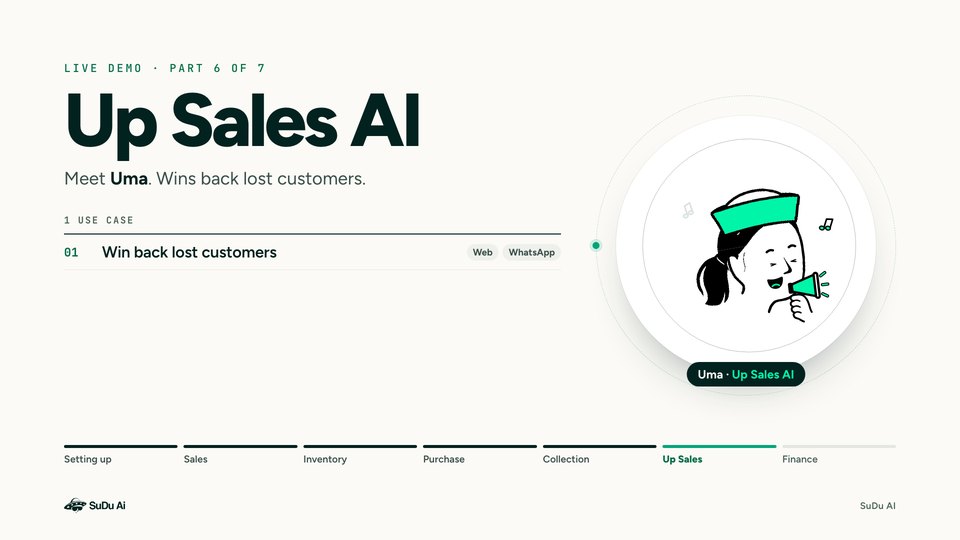 LIVE DEMO · PART 6 OF 7
Up Sales AI
Meet Uma. Wins back lost customers.
1 USE CASE
01 Win back lost customers Web WhatsApp
Uma · Up Sales AI
Setting up Sales Inventory Purchase Collection Up Sales Finance
SuDu Ai
SuDu AI